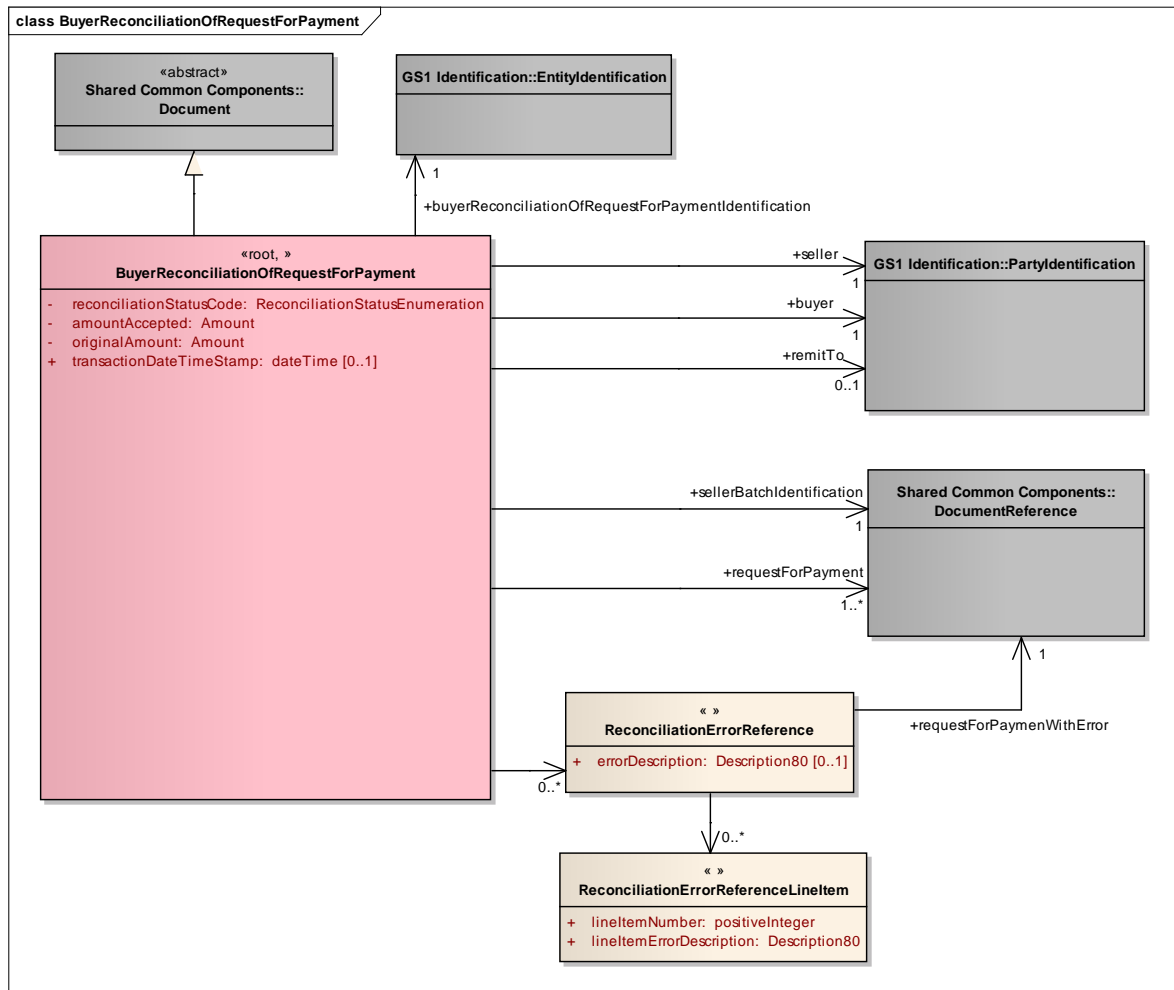 class BuyerReconciliationOfRequestForPayment
«abstract»
Shared Common Components::
Document
GS1 Identification::EntityIdentification
1
+buyerReconciliationOfRequestForPaymentIdentification
«root, »
BuyerReconciliationOfRequestForPayment
- reconciliationStatusCode: ReconciliationStatusEnumeration
- amountAccepted: Amount
- originalAmount: Amount
+ transactionDateTimeStamp: dateTime [0..1]
+seller
1
+buyer
1
+remitTo
0..1
GS1 Identification::PartyIdentification
+sellerBatchIdentification
1
+requestForPayment
1..*
Shared Common Components::
DocumentReference
1
+requestForPaymenWithError
0..*
« »
ReconciliationErrorReference
+ errorDescription: Description80 [0..1]
0..*
« »
ReconciliationErrorReferenceLineItem
+ lineItemNumber: positiveInteger
+ lineItemErrorDescription: Description80